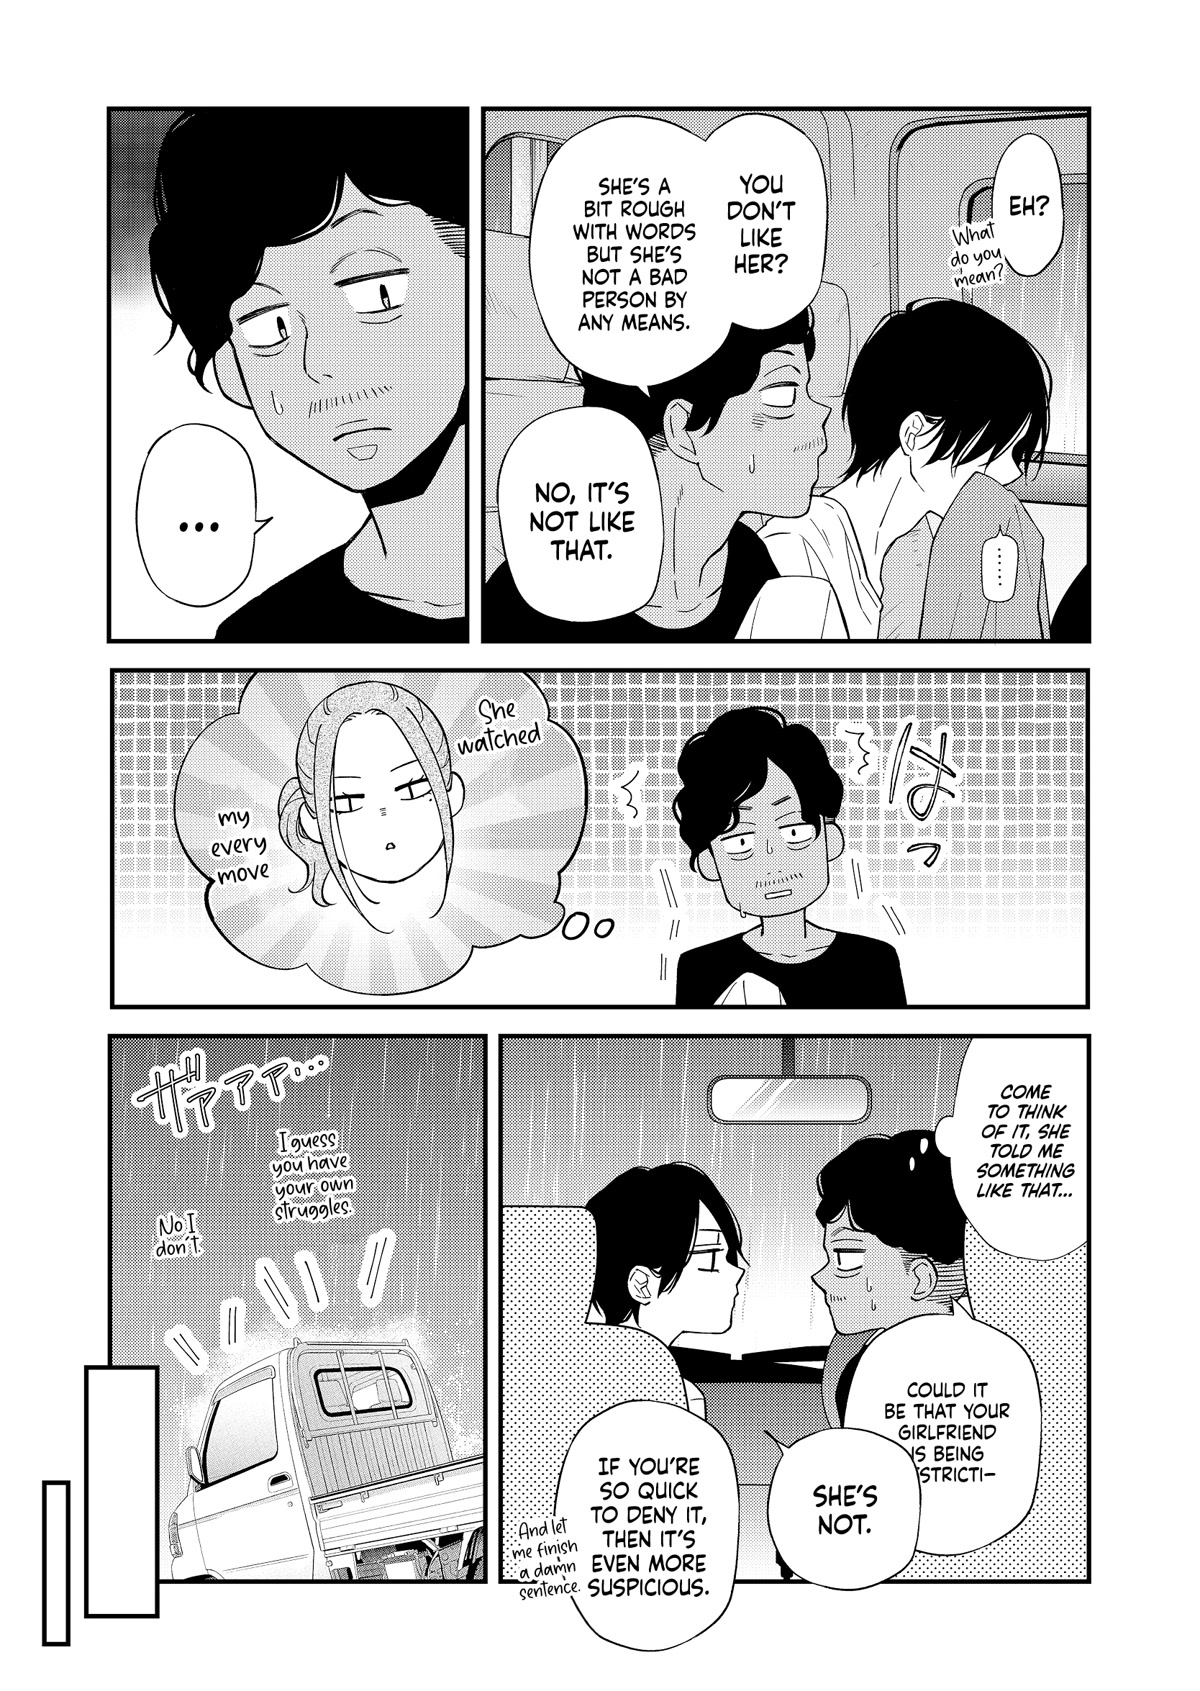 EH?
What
do you
mean?
YOU
DON'T
LIKE
HER?
SHE'S A
BIT ROUGH
WITH WORDS
BUT SHE'S
NOT A BAD
PERSON BY
ANY MEANS.
......
NO, IT'S
NOT LIKE
THAT.
...
はっ
She
watched
my
every
move
COME
TO THINK
OF IT, SHE
TOLD ME
SOMETHING
LIKE THAT...
COULD IT
BE THAT YOUR
GIRLFRIEND
IS BEING
STRICTI-
SHE'S
NOT.
IF YOU'RE
SO QUICK
TO DENY IT,
THEN IT'S
EVEN MORE
SUSPICIOUS.
And let
me finish
a damn
sentence.
ザァァァ...
I guess
you have
your own
struggles.
No I
don't.